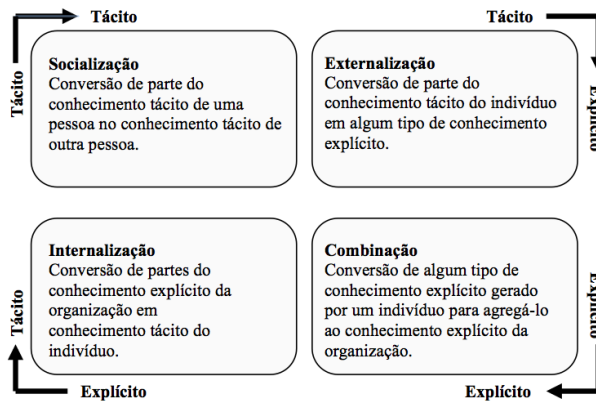 Tácito
Tácito
Tácito
Socialização
Conversão de parte do
conhecimento tácito de uma
pessoa no conhecimento tácito de
outra pessoa.
Externalização
Conversão de parte do
conhecimento tácito do indivíduo
em algum tipo de conhecimento
explícito.
Explícito
Tácito
Internalização
Conversão de partes do
conhecimento explícito da
organização em
conhecimento tácito do
indivíduo.
Combinação
Conversão de algum tipo de
conhecimento explícito gerado
por um indivíduo para agregá-lo
ao conhecimento explícito da
organização.
Explícito
Explícito
Explícito